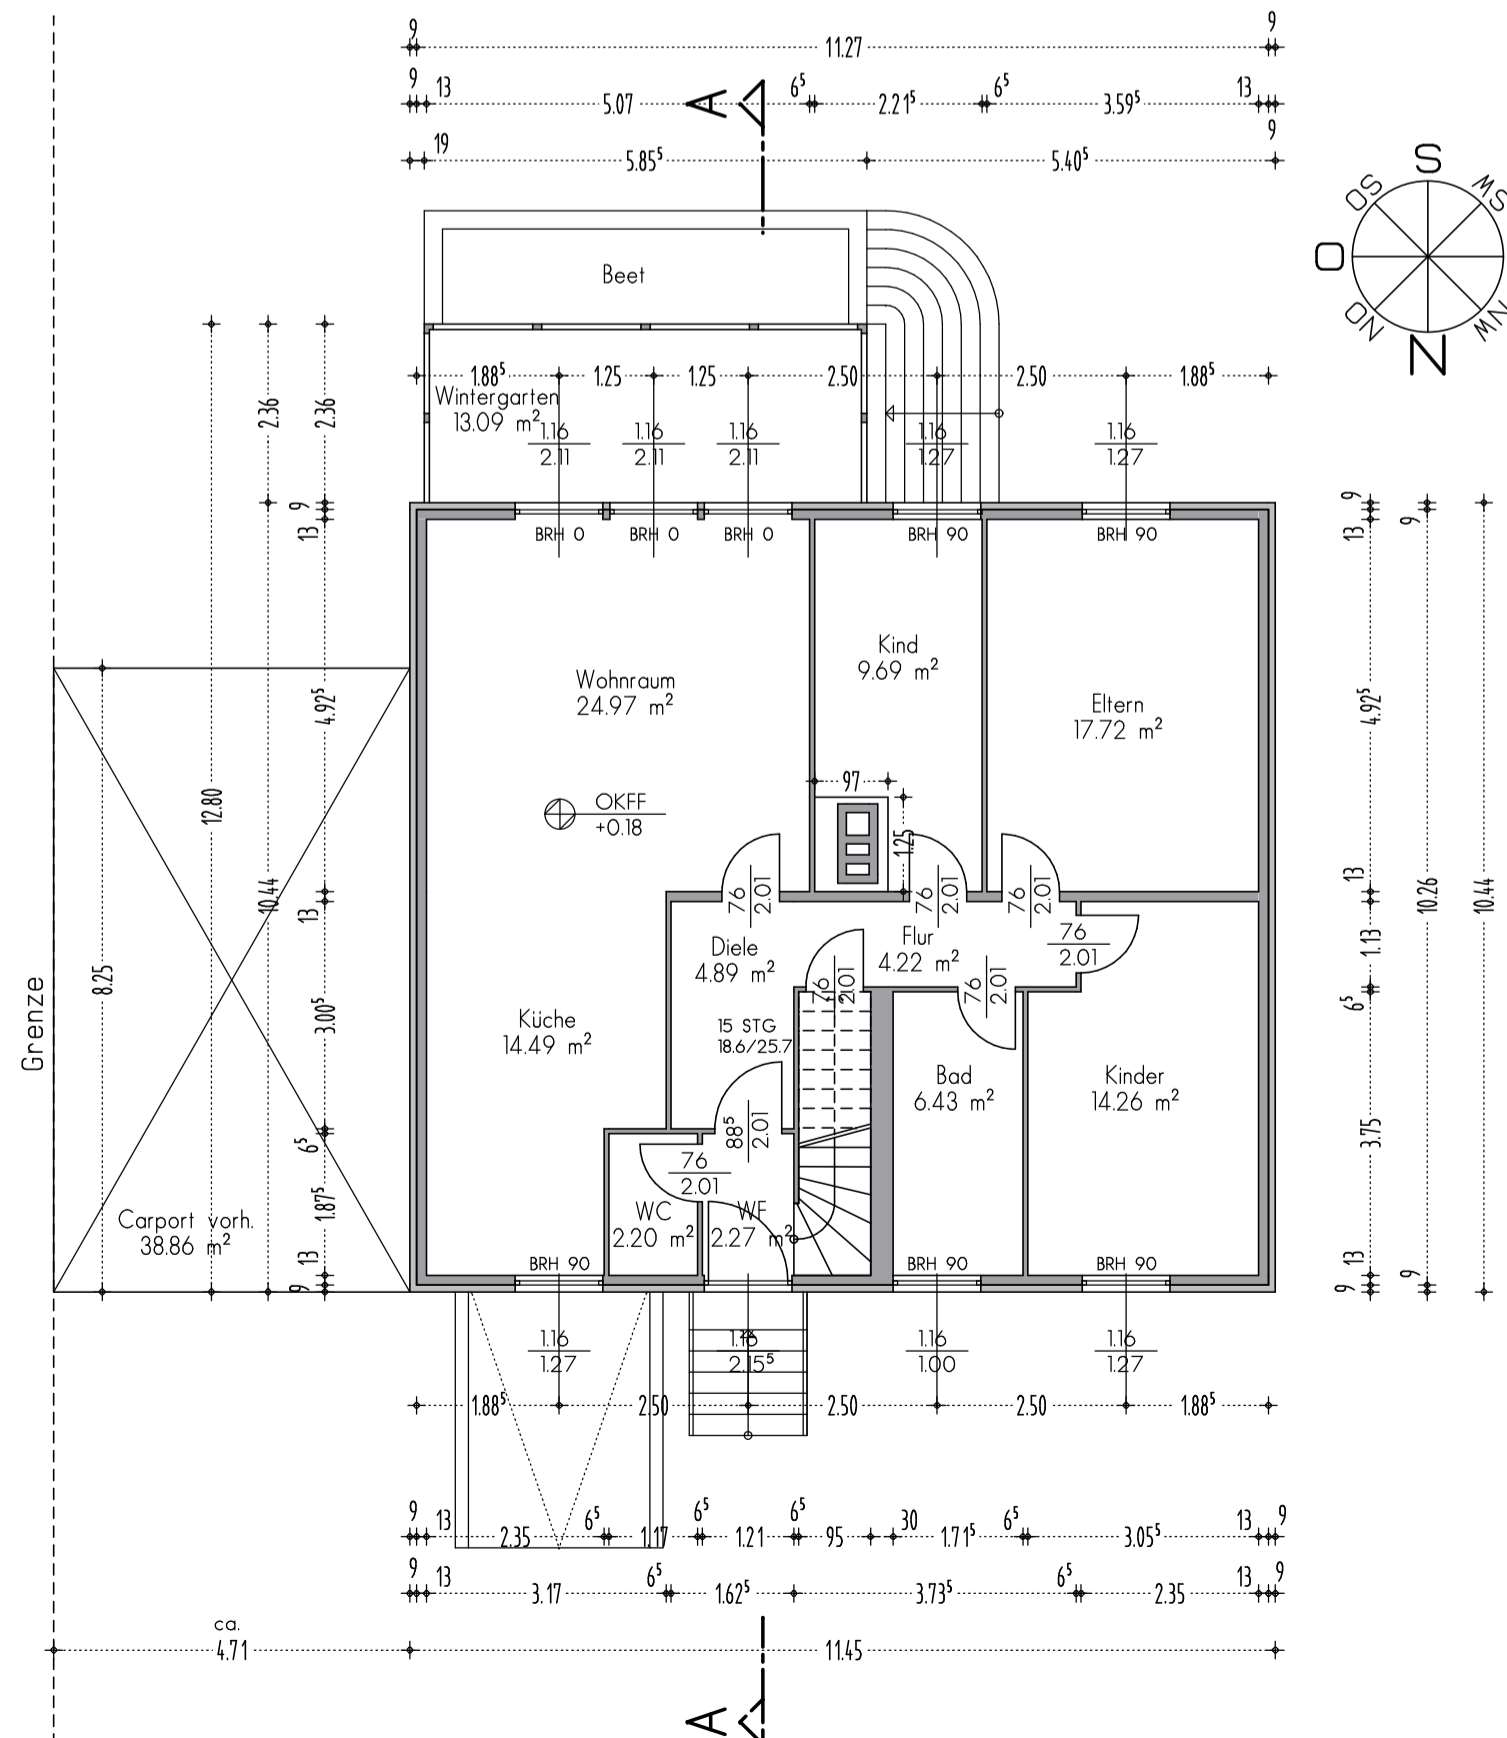 9 11.27 9
9 13 5.07 6⁵ 2.21⁵ 6⁵ 3.59⁵ 13 9
A
19 5.85⁵ 5.40⁵
S
SO SW
O
NO NW
N
Beet
1.88⁵ 1.25 1.25 2.50 2.50 1.88⁵
Wintergarten
13.09 m²
1.16 1.16 1.16 1.16 1.16
2.11 2.11 2.11 1.27 1.27
BRH 0 BRH 0 BRH 0 BRH 90 BRH 90
2.36 2.36
9
13
4.92⁵
12.80
10.44
13
8.25
3.00⁵
6⁵
1.87⁵
13
9
9
13
4.92⁵
13
1.13
6⁵
3.75
13
9
9
10.26
9
10.44
Kind
9.69 m²
Wohnraum
24.97 m²
Eltern
17.72 m²
97
1.25
OKFF
+0.18
76
2.01
76
2.01
76
2.01
Diele
4.89 m²
Flur
4.22 m²
76
2.01
76
2.01
76
2.01
Grenze
Küche
14.49 m²
15 STG
18.6/25.7
Bad
6.43 m²
Kinder
14.26 m²
88⁵
2.01
76
2.01
WC
2.20 m²
WF
2.27 m²
Carport vorh.
38.86 m²
BRH 90 BRH 90 BRH 90
1.16 1.16 1.16 1.16
1.27 2.15⁵ 1.00 1.27
1.88⁵ 2.50 2.50 2.50 1.88⁵
9 13 2.35 6⁵ 1.17 6⁵ 1.21 6⁵ 95 30 1.71⁵ 6⁵ 3.05⁵ 13 9
9 13 3.17 6⁵ 1.62⁵ 3.73⁵ 6⁵ 2.35 13 9
ca.
4.71 11.45
A